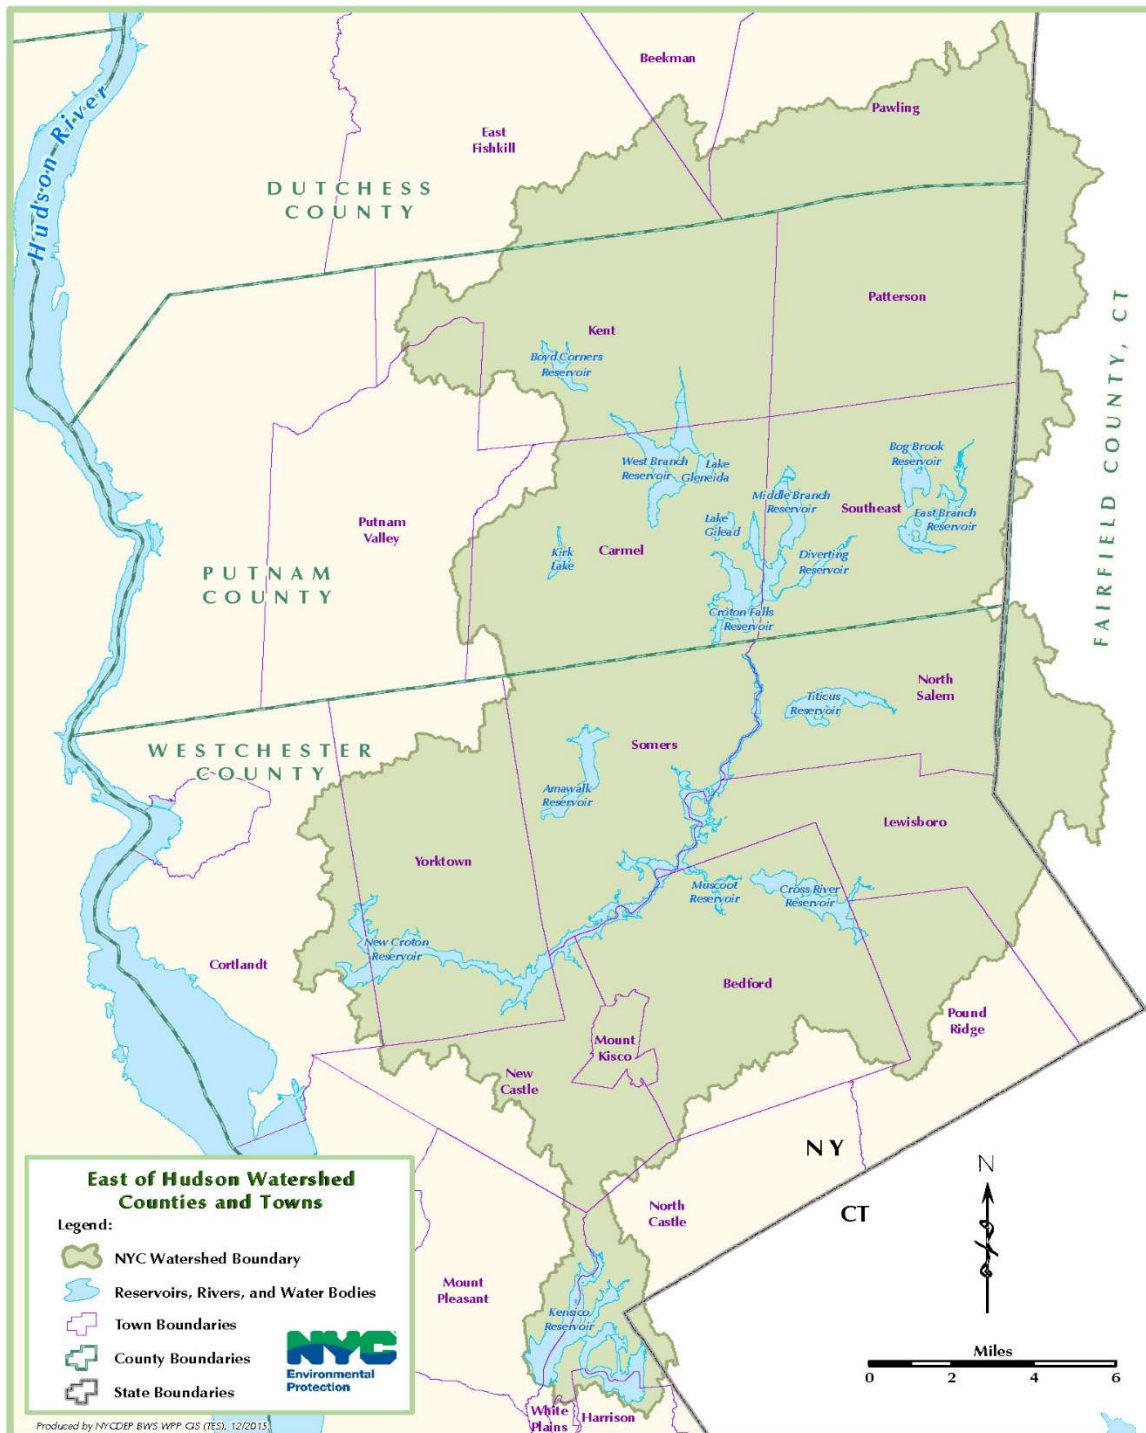 Beekman
Pawling
East
Fishkill
Hudson River
DUTCHESS
COUNTY
Patterson
Kent
Boyd Corners
Reservoir
FAIRFIELD COUNTY, CT
West Branch
Reservoir
Lake
Gleneida
Bog Brook
Reservoir
Middle Branch
Reservoir
Southeast
East Branch
Reservoir
Putnam
Valley
Lake
Gilead
Carmel
Kirk
Lake
Diverting
Reservoir
PUTNAM
COUNTY
Croton Falls
Reservoir
North
Salem
Titicus
Reservoir
WESTCHESTER
COUNTY
Somers
Amawalk
Reservoir
Lewisboro
Yorktown
Muscoot
Reservoir
Cross River
Reservoir
New Croton
Reservoir
Cortlandt
Bedford
Pound
Ridge
Mount
Kisco
New
Castle
NY
CT
N
North
Castle
Mount
Pleasant
Kensico
Reservoir
White
Plains
Harrison
Miles
0 2 4 6
East of Hudson Watershed
Counties and Towns
Legend:
NYC Watershed Boundary
Reservoirs, Rivers, and Water Bodies
Town Boundaries
County Boundaries
State Boundaries
NYC
Environmental
Protection
Produced by NYCDEP BWS WPP GIS (TES), 12/2015